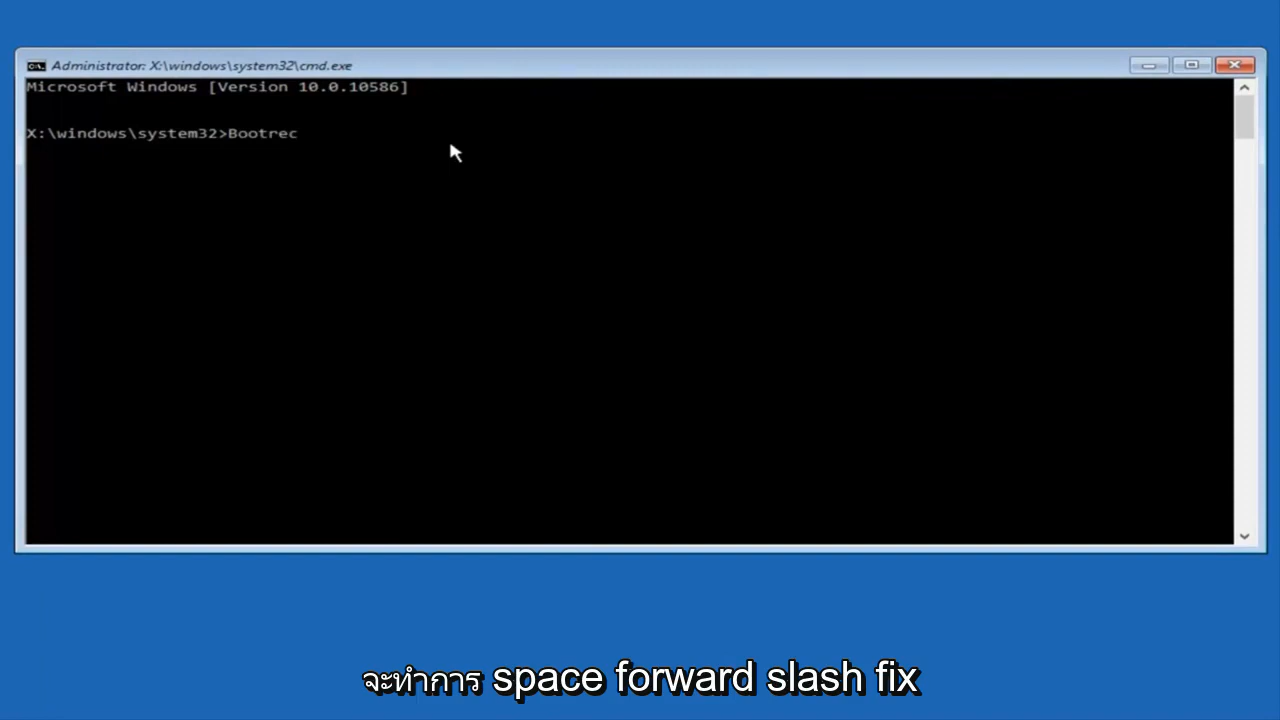 Administrator: X:\windows\system32\cmd.exe
Microsoft Windows [Version 10.0.10586]
X:\windows\system32>Bootrec
จะทำการ space forward slash fix